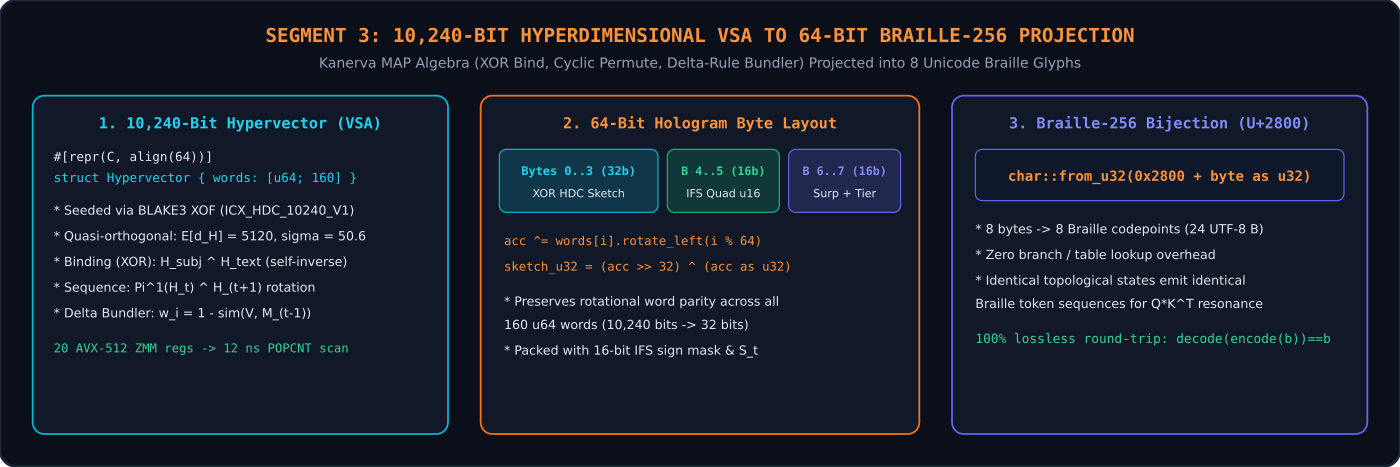 SEGMENT 3: 10,240-BIT HYPERDIMENSIONAL VSA TO 64-BIT BRAILLE-256 PROJECTION
Kanerva MAP Algebra (XOR Bind, Cyclic Permute, Delta-Rule Bundler) Projected into 8 Unicode Braille Glyphs
1. 10,240-Bit Hypervector (VSA)
#[repr(C, align(64))]
struct Hypervector { words: [u64; 160] }
* Seeded via BLAKE3 XOF (ICX_HDC_10240_V1)
* Quasi-orthogonal: E[d_H] = 5120, sigma = 50.6
* Binding (XOR): H_subj ^ H_text (self-inverse)
* Sequence: Pi^1(H_t) ^ H_(t+1) rotation
* Delta Bundler: w_i = 1 - sim(V, M_(t-1))
20 AVX-512 ZMM regs -> 12 ns POPCNT scan
2. 64-Bit Hologram Byte Layout
Bytes 0..3 (32b)
XOR HDC Sketch
B 4..5 (16b)
IFS Quad u16
B 6..7 (16b)
Surp + Tier
acc ^= words[i].rotate_left(i % 64)
sketch_u32 = (acc >> 32) ^ (acc as u32)
* Preserves rotational word parity across all
160 u64 words (10,240 bits -> 32 bits)
* Packed with 16-bit IFS sign mask & S_t
3. Braille-256 Bijection (U+2800)
char::from_u32(0x2800 + byte as u32)
* 8 bytes -> 8 Braille codepoints (24 UTF-8 B)
* Zero branch / table lookup overhead
* Identical topological states emit identical
Braille token sequences for Q*K^T resonance
100% lossless round-trip: decode(encode(b))==b